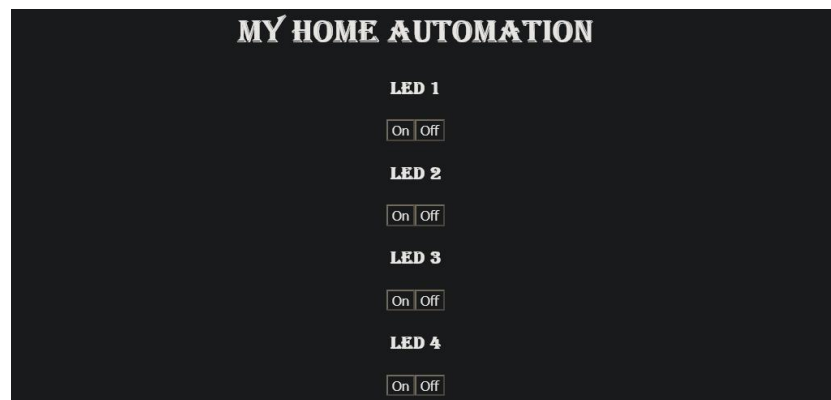 MY HOME AUTOMATION
LED 1
On Off
LED 2
On Off
LED 3
On Off
LED 4
On Off